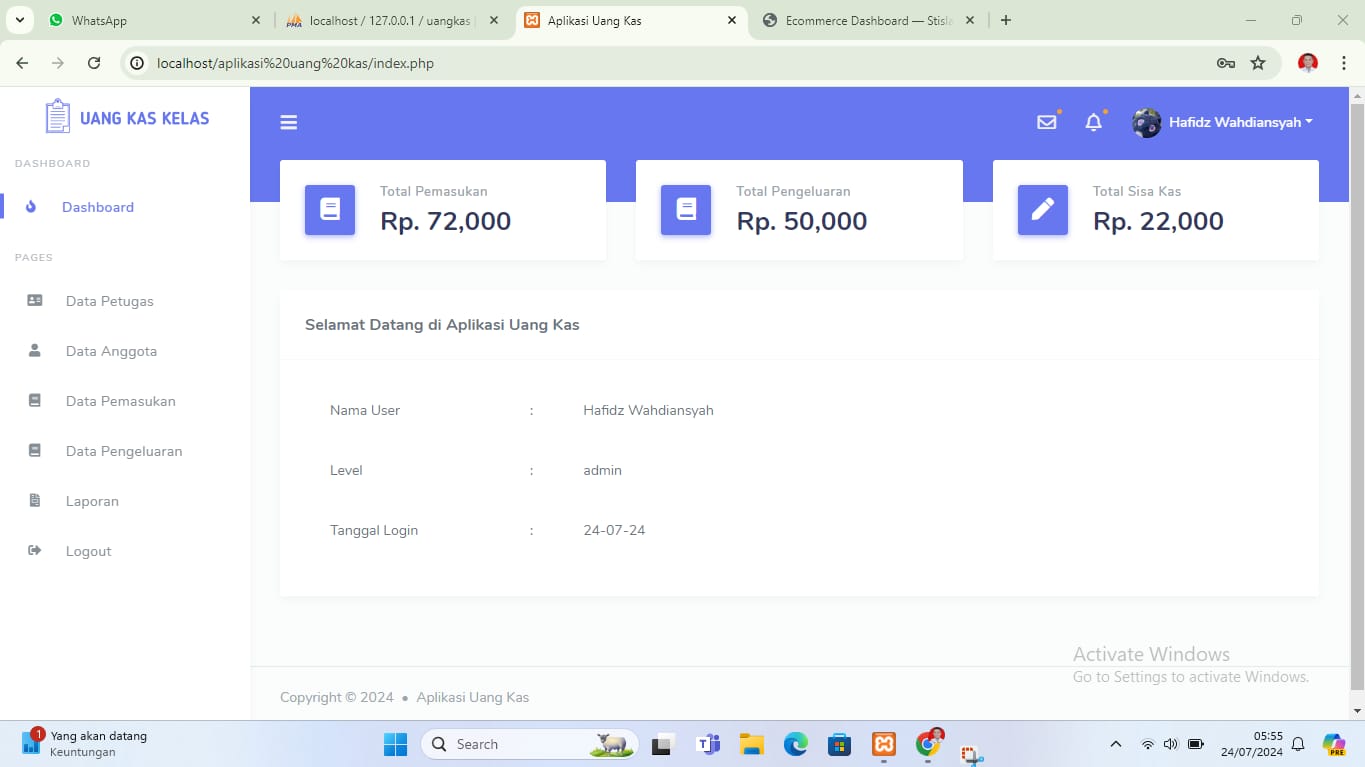 WhatsApp
localhost / 127.0.0.1 / uangkas
Aplikasi Uang Kas
Ecommerce Dashboard — Stisla
localhost/aplikasi%20uang%20kas/index.php
UANG KAS KELAS
Hafidz Wahdiansyah
DASHBOARD
Dashboard
PAGES
Data Petugas
Data Anggota
Data Pemasukan
Data Pengeluaran
Laporan
Logout
Total Pemasukan
Rp. 72,000
Total Pengeluaran
Rp. 50,000
Total Sisa Kas
Rp. 22,000
Selamat Datang di Aplikasi Uang Kas
Nama User : Hafidz Wahdiansyah
Level : admin
Tanggal Login : 24-07-24
Activate Windows
Go to Settings to activate Windows.
Copyright © 2024 • Aplikasi Uang Kas
1
Yang akan datang
Keuntungan
Search
05:55
24/07/2024
PRE